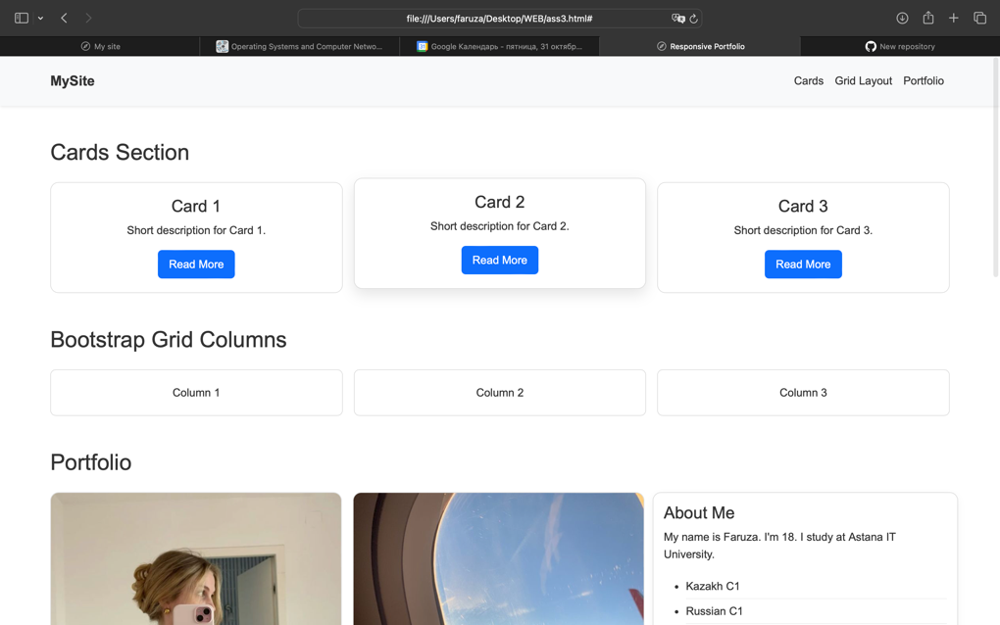 file:///Users/faruza/Desktop/WEB/ass3.html#
My site
Operating Systems and Computer Netwo...
Google Календарь - пятница, 31 октябр...
Responsive Portfolio
New repository
MySite
Cards Grid Layout Portfolio
Cards Section
Card 1
Short description for Card 1.
Read More
Card 2
Short description for Card 2.
Read More
Card 3
Short description for Card 3.
Read More
Bootstrap Grid Columns
Column 1
Column 2
Column 3
Portfolio
About Me
My name is Faruza. I'm 18. I study at Astana IT
University.
• Kazakh C1
• Russian C1